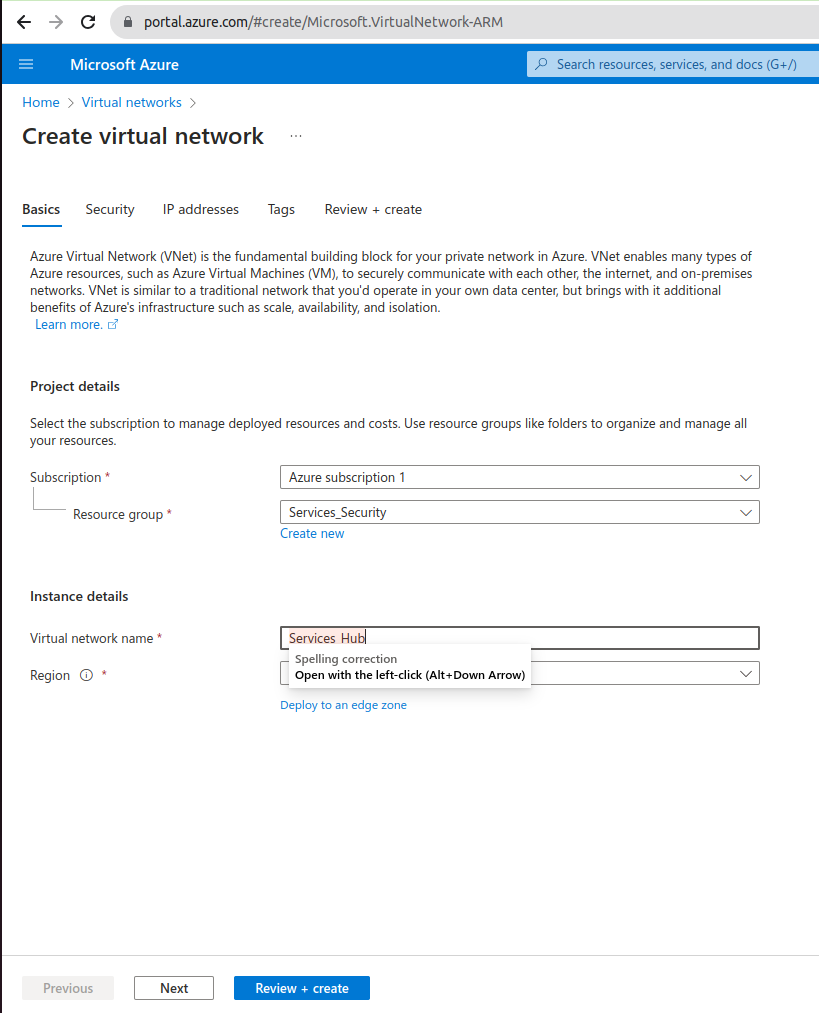 portal.azure.com/#create/Microsoft.VirtualNetwork-ARM
Microsoft Azure
Search resources, services, and docs (G+/)
Home > Virtual networks >
Create virtual network ...
Basics Security IP addresses Tags Review + create
Azure Virtual Network (VNet) is the fundamental building block for your private network in Azure. VNet enables many types of
Azure resources, such as Azure Virtual Machines (VM), to securely communicate with each other, the internet, and on-premises
networks. VNet is similar to a traditional network that you'd operate in your own data center, but brings with it additional
benefits of Azure's infrastructure such as scale, availability, and isolation.
Learn more.
Project details
Select the subscription to manage deployed resources and costs. Use resource groups like folders to organize and manage all
your resources.
Subscription * Azure subscription 1
Resource group * Services_Security
Create new
Instance details
Virtual network name * Services_Hub
Spelling correction
Open with the left-click (Alt+Down Arrow)
Region *
Deploy to an edge zone
Previous Next Review + create